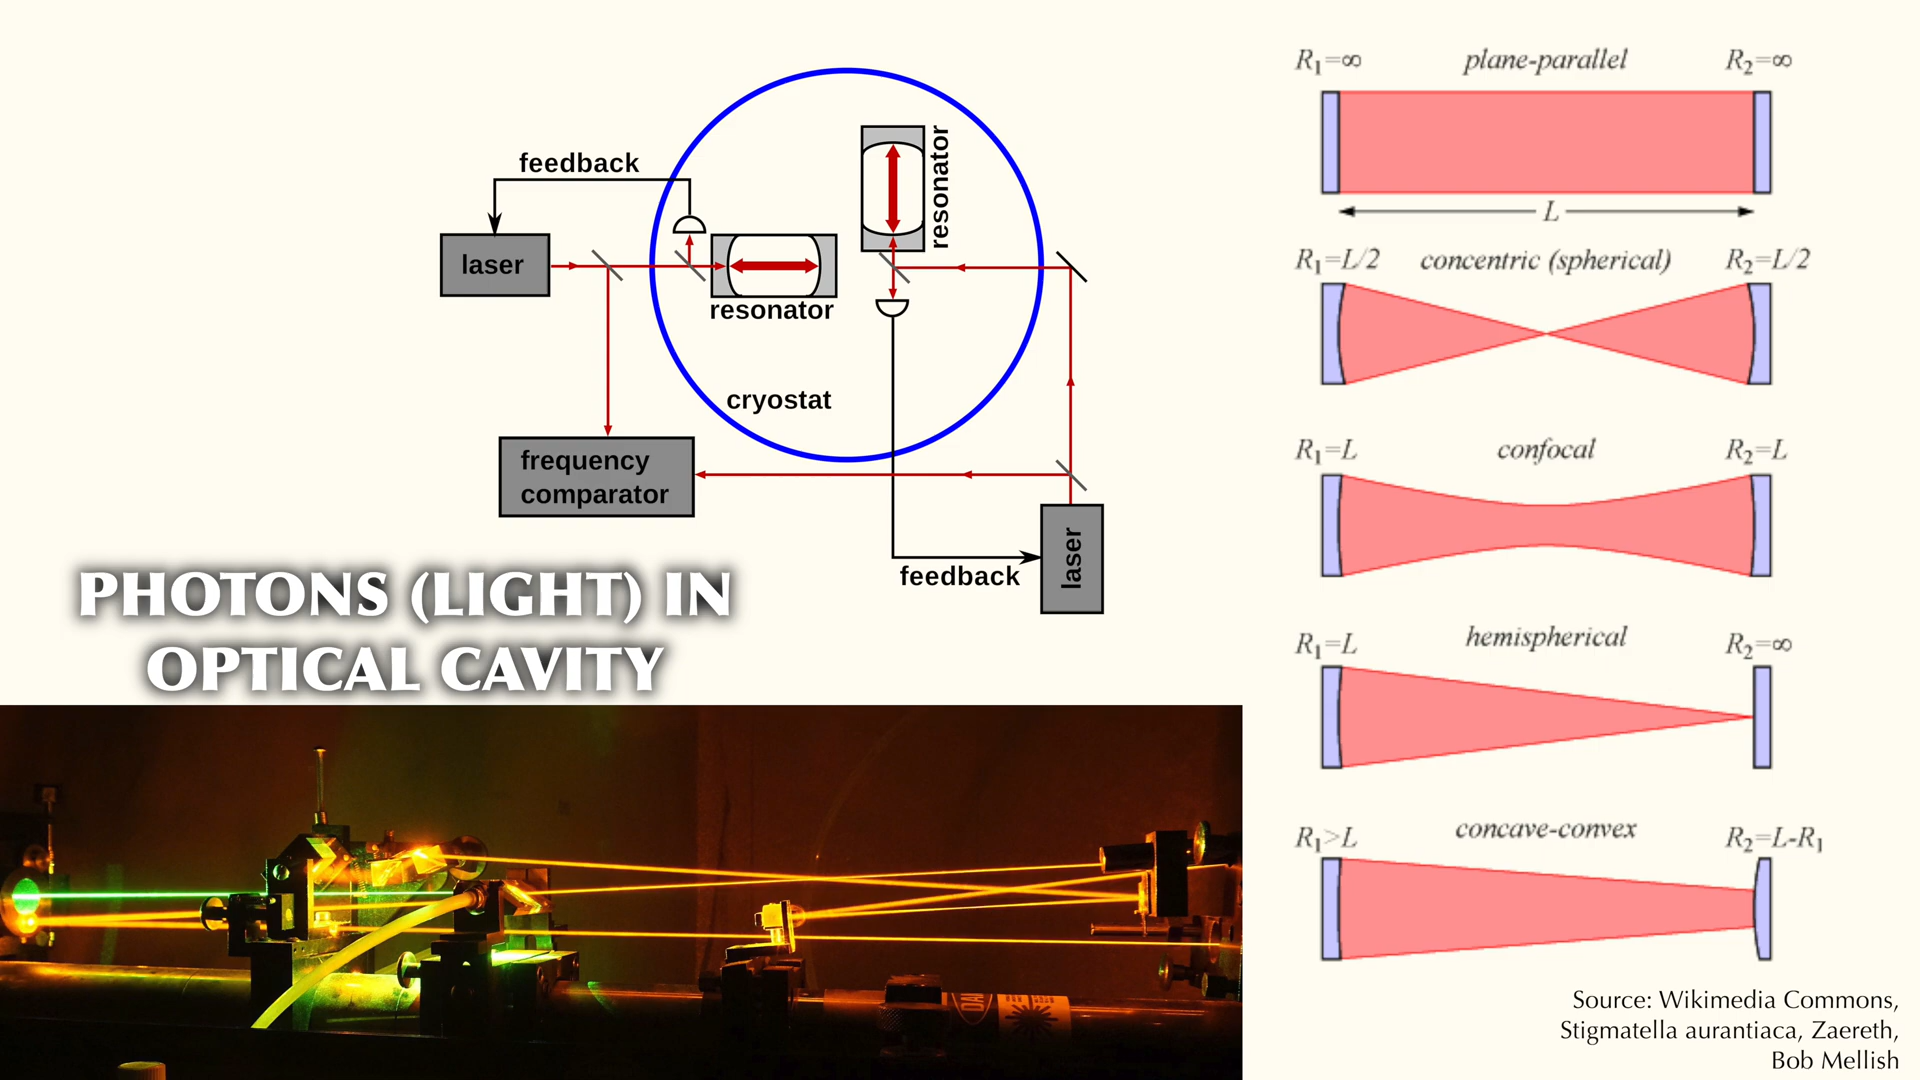 feedback
laser
resonator
resonator
cryostat
frequency
comparator
feedback
laser
PHOTONS (LIGHT) IN
OPTICAL CAVITY
R₁=∞ plane-parallel R₂=∞
L
R₁=L/2 concentric (spherical) R₂=L/2
R₁=L confocal R₂=L
R₁=L hemispherical R₂=∞
R₁>L concave-convex R₂=L-R₁
Source: Wikimedia Commons,
Stigmatella aurantiaca, Zaereth,
Bob Mellish